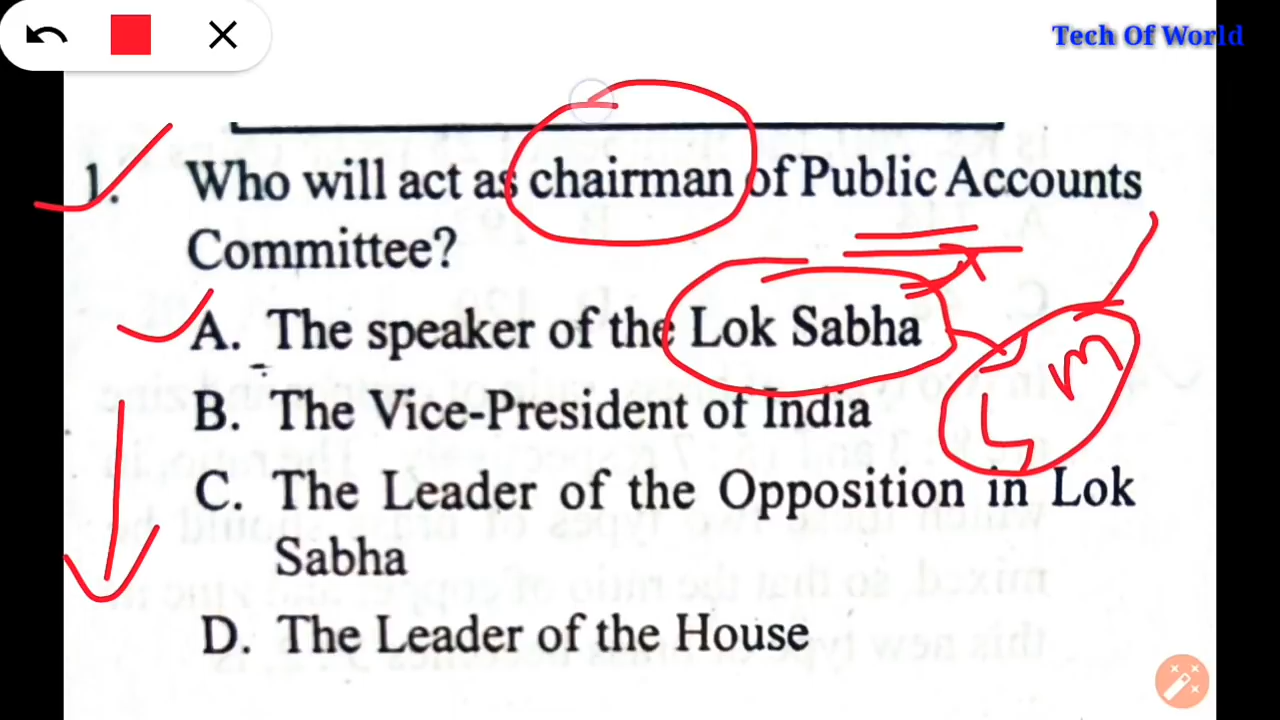 Tech Of World
1. Who will act as chairman of Public Accounts
Committee?
A. The speaker of the Lok Sabha
B. The Vice-President of India
C. The Leader of the Opposition in Lok
Sabha
D. The Leader of the House